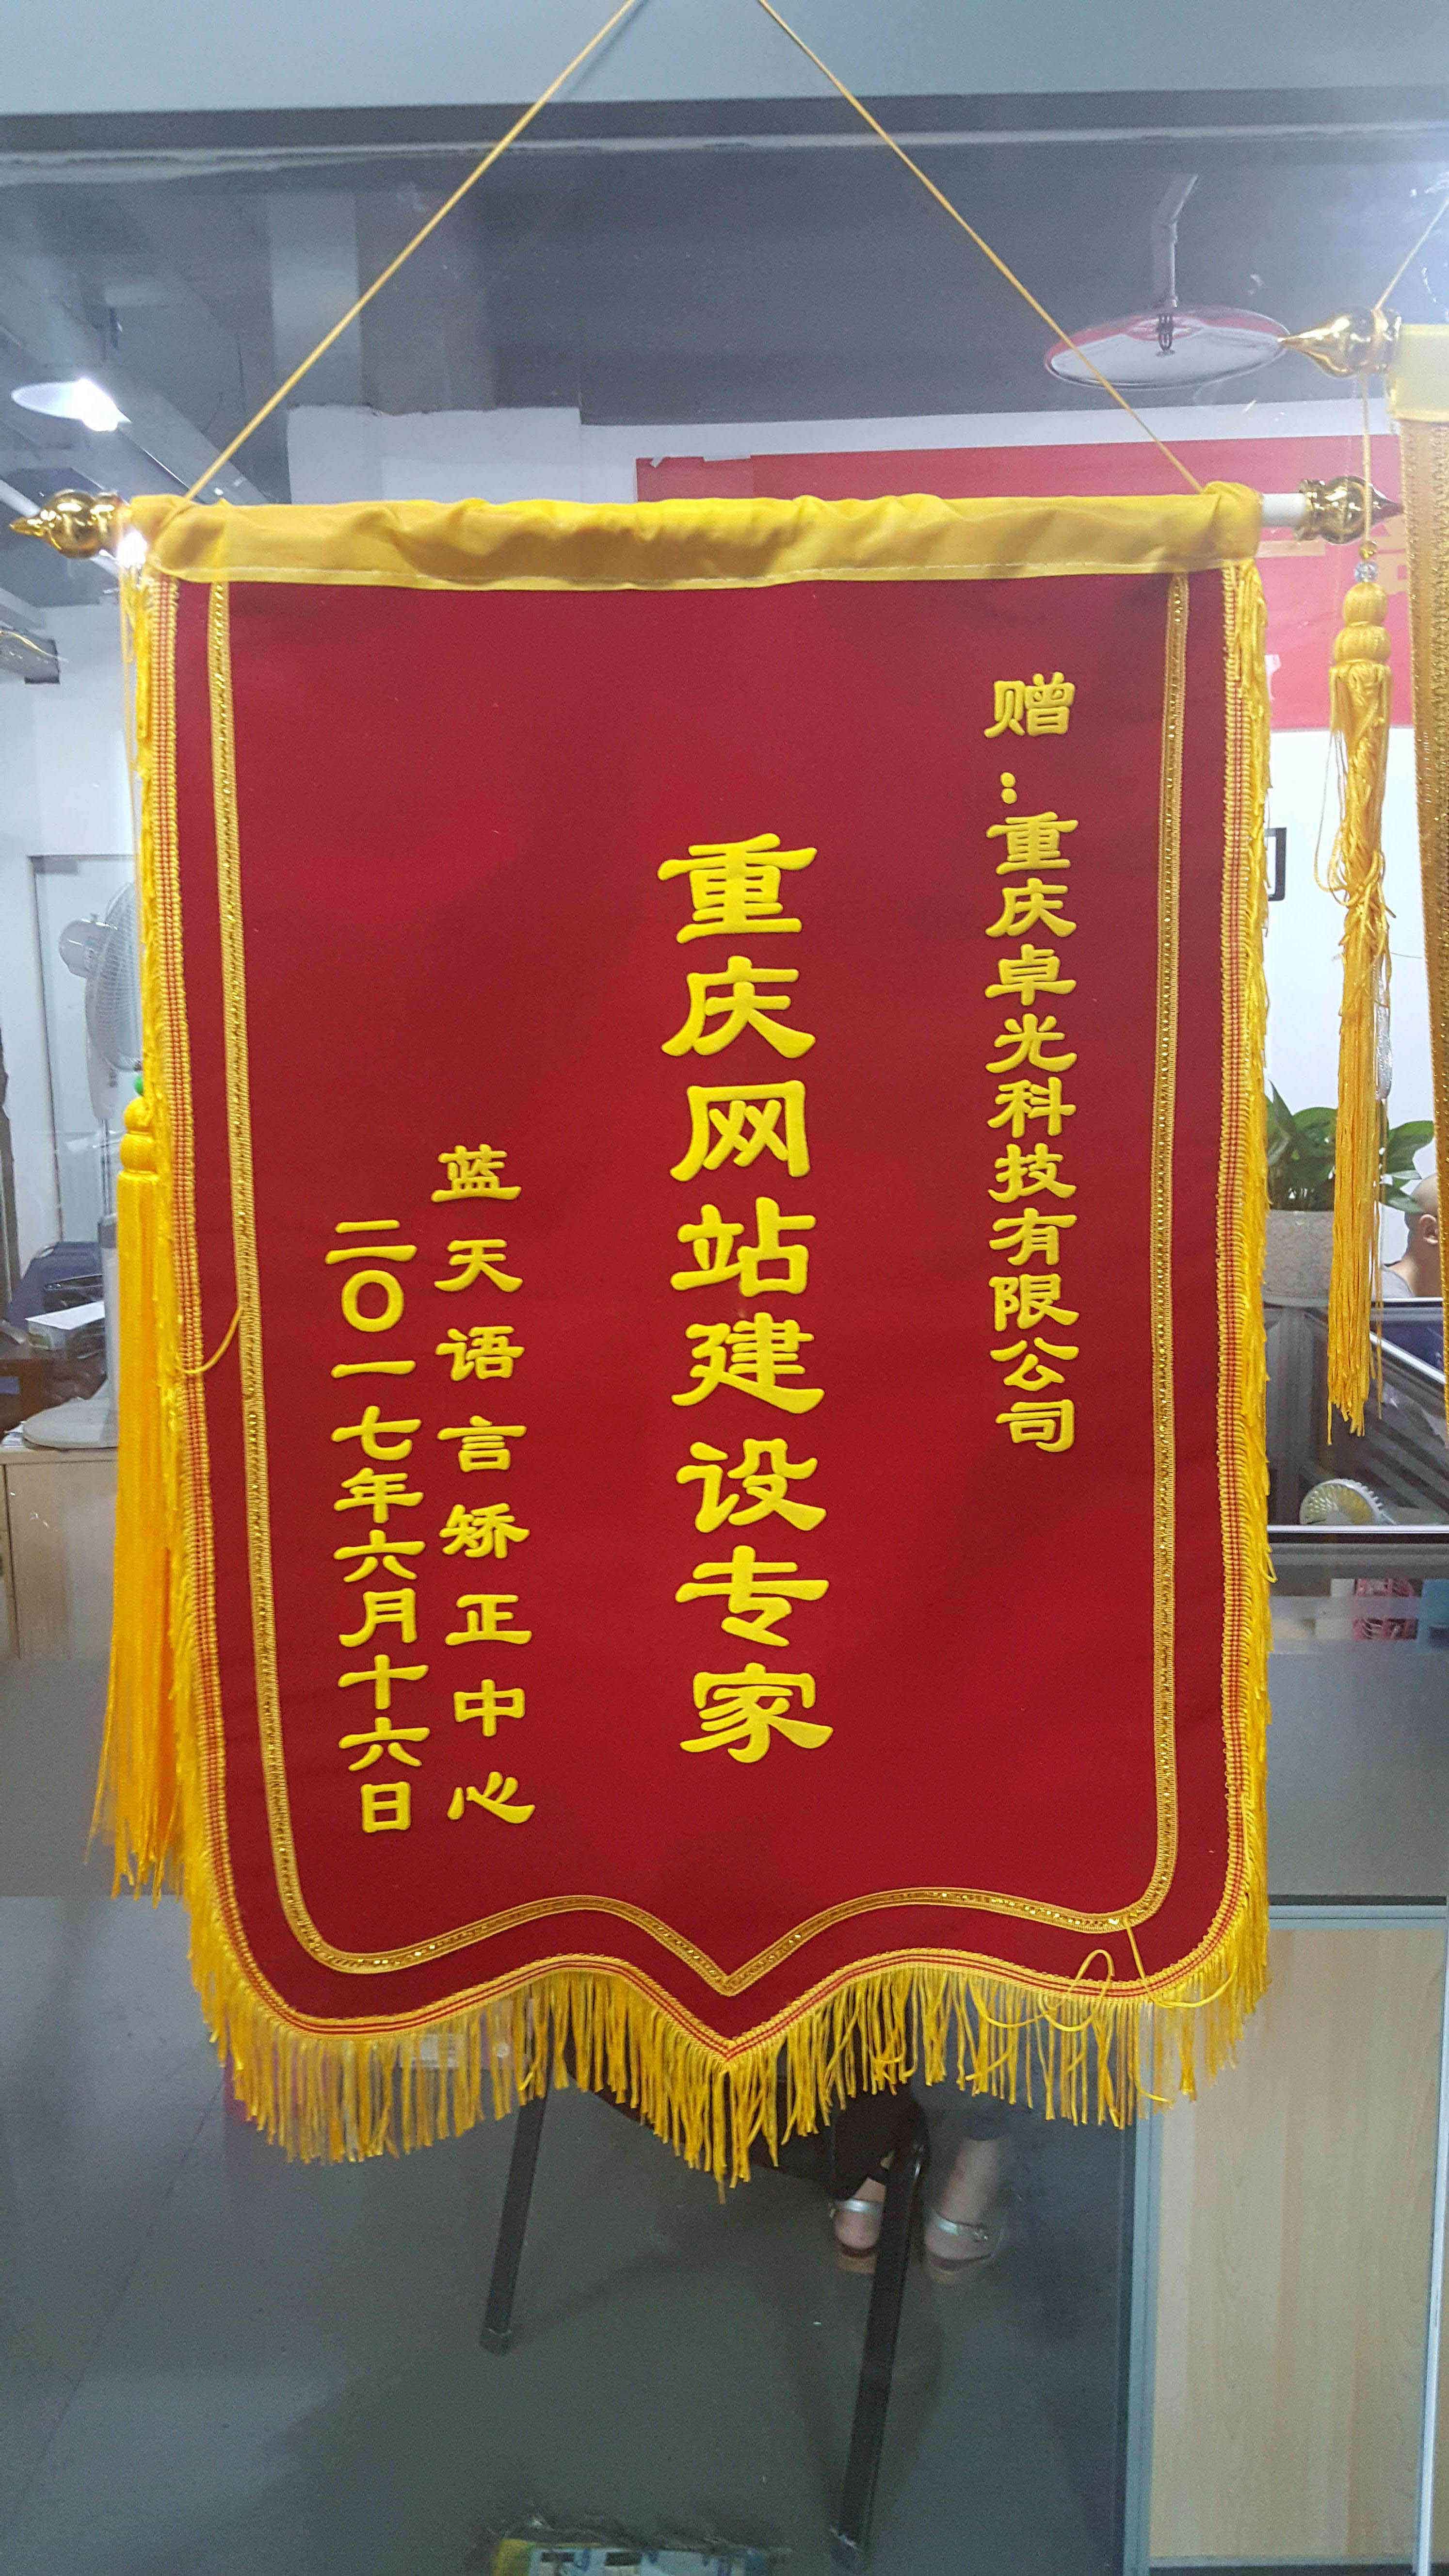 赠:重庆卓光科技有限公司
重庆网站建设专家
蓝天语言矫正中心
二〇一七年六月十六日